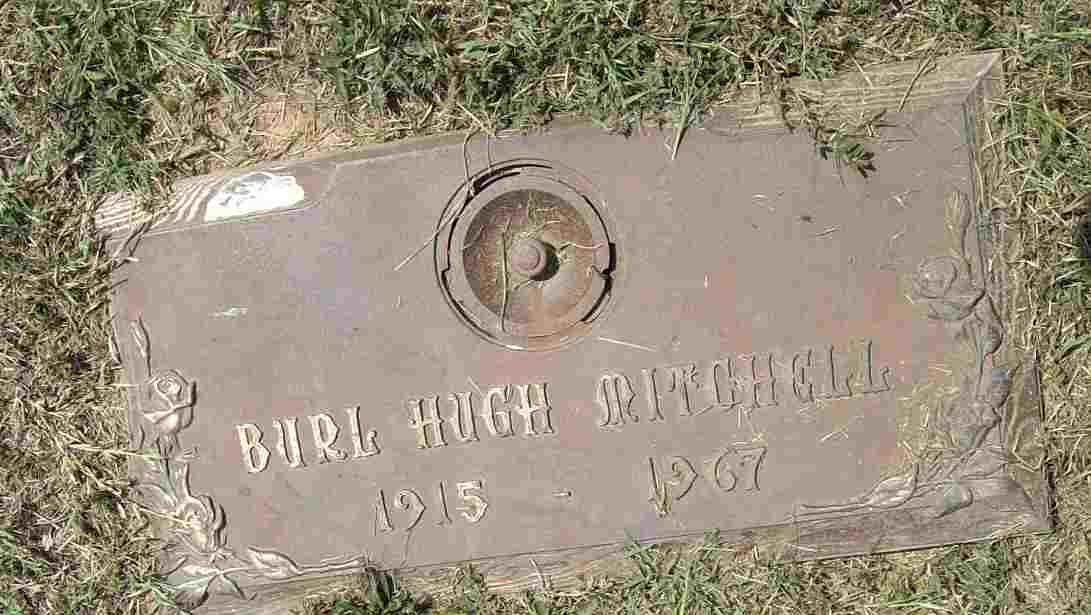 BURL HUGH MITCHELL
1915 - 1967